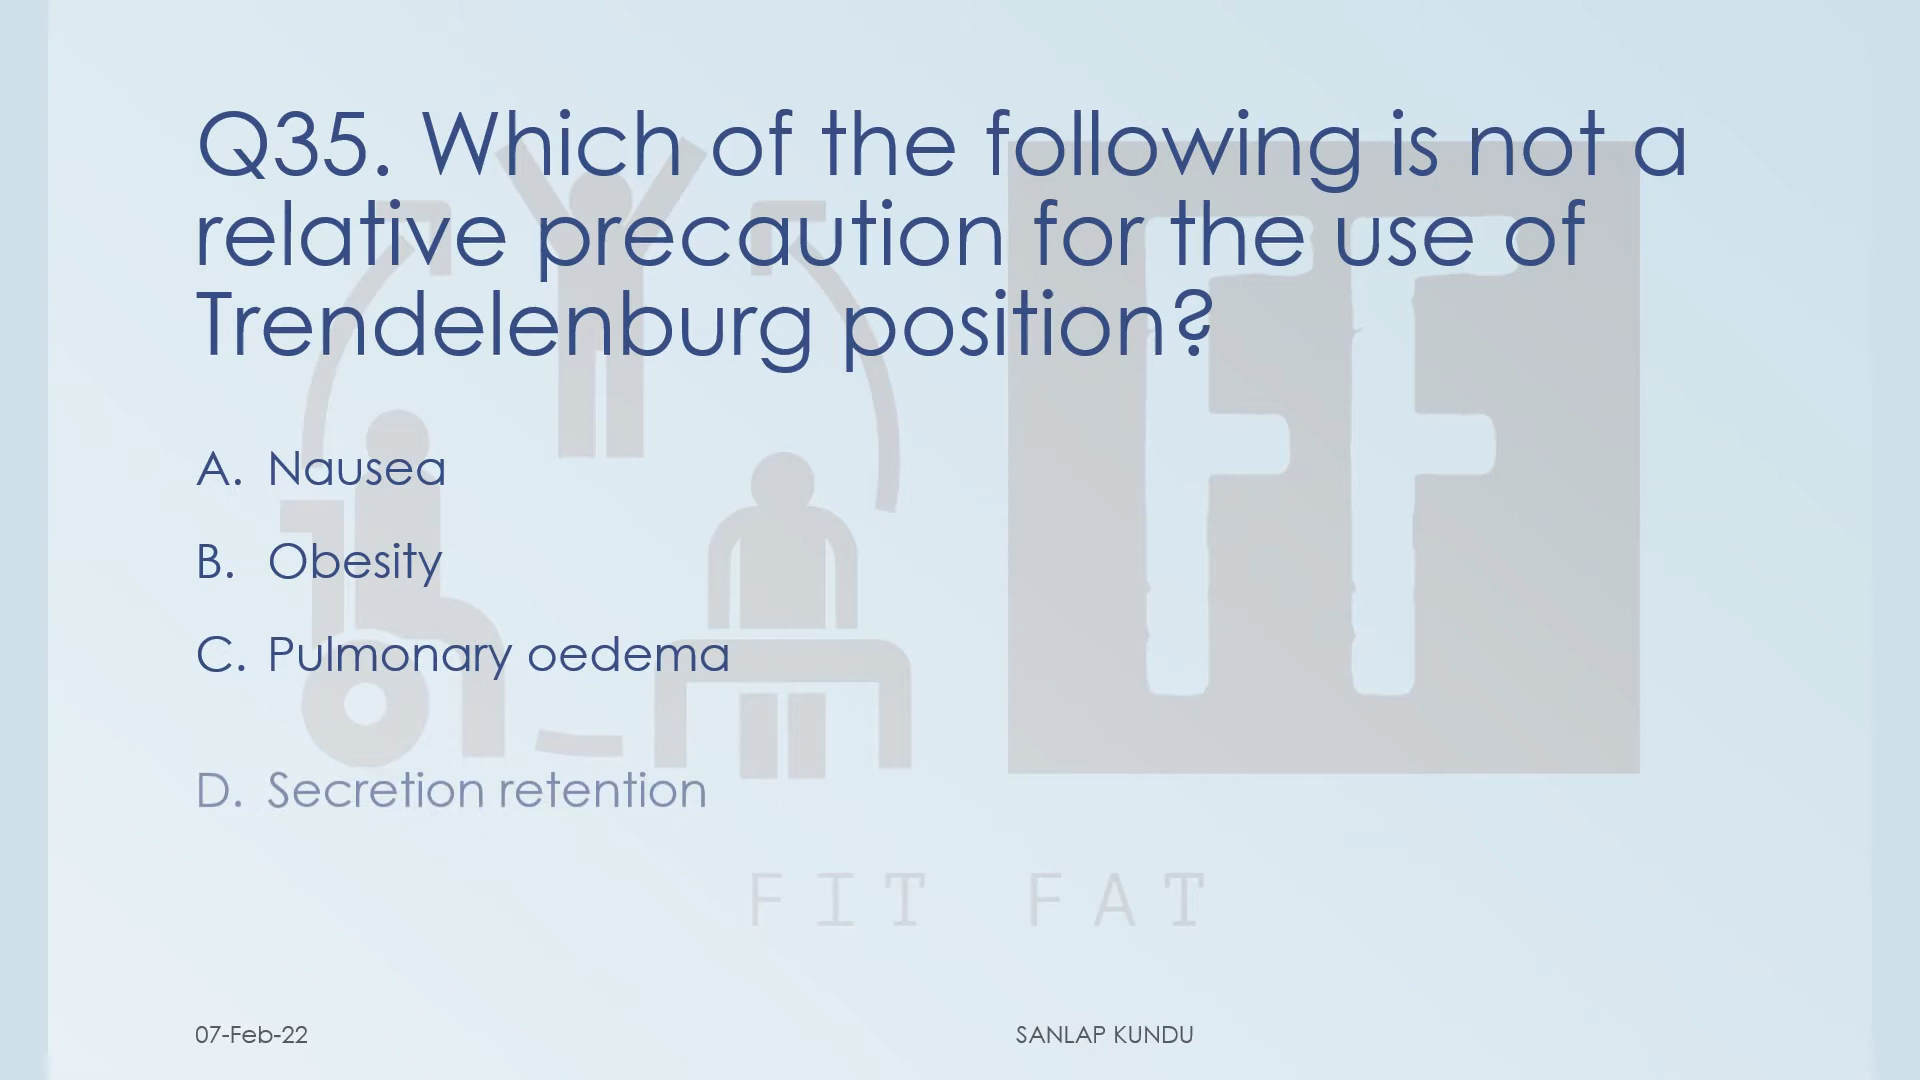 Q35. Which of the following is not a
relative precaution for the use of
Trendelenburg position?
A. Nausea
B. Obesity
C. Pulmonary oedema
D. Secretion retention
FF
FIT FAT
07-Feb-22
SANLAP KUNDU